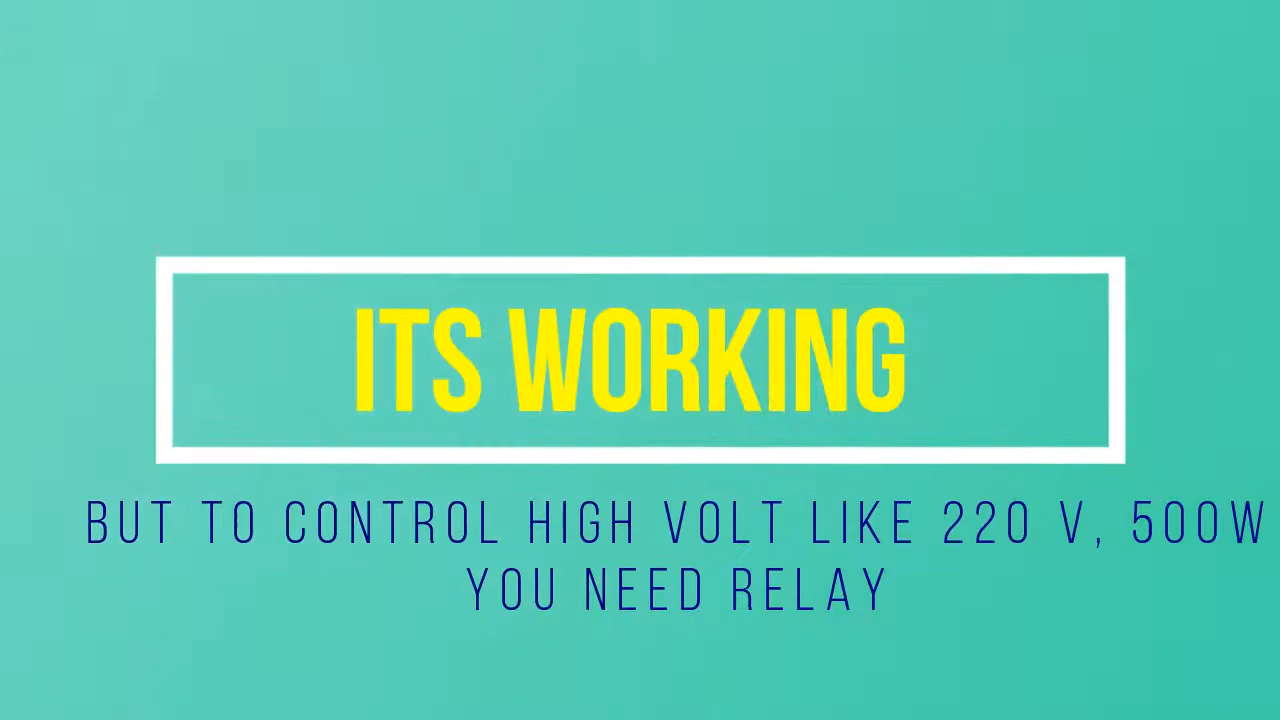 ITS WORKING
BUT TO CONTROL HIGH VOLT LIKE 220 V, 500W
YOU NEED RELAY